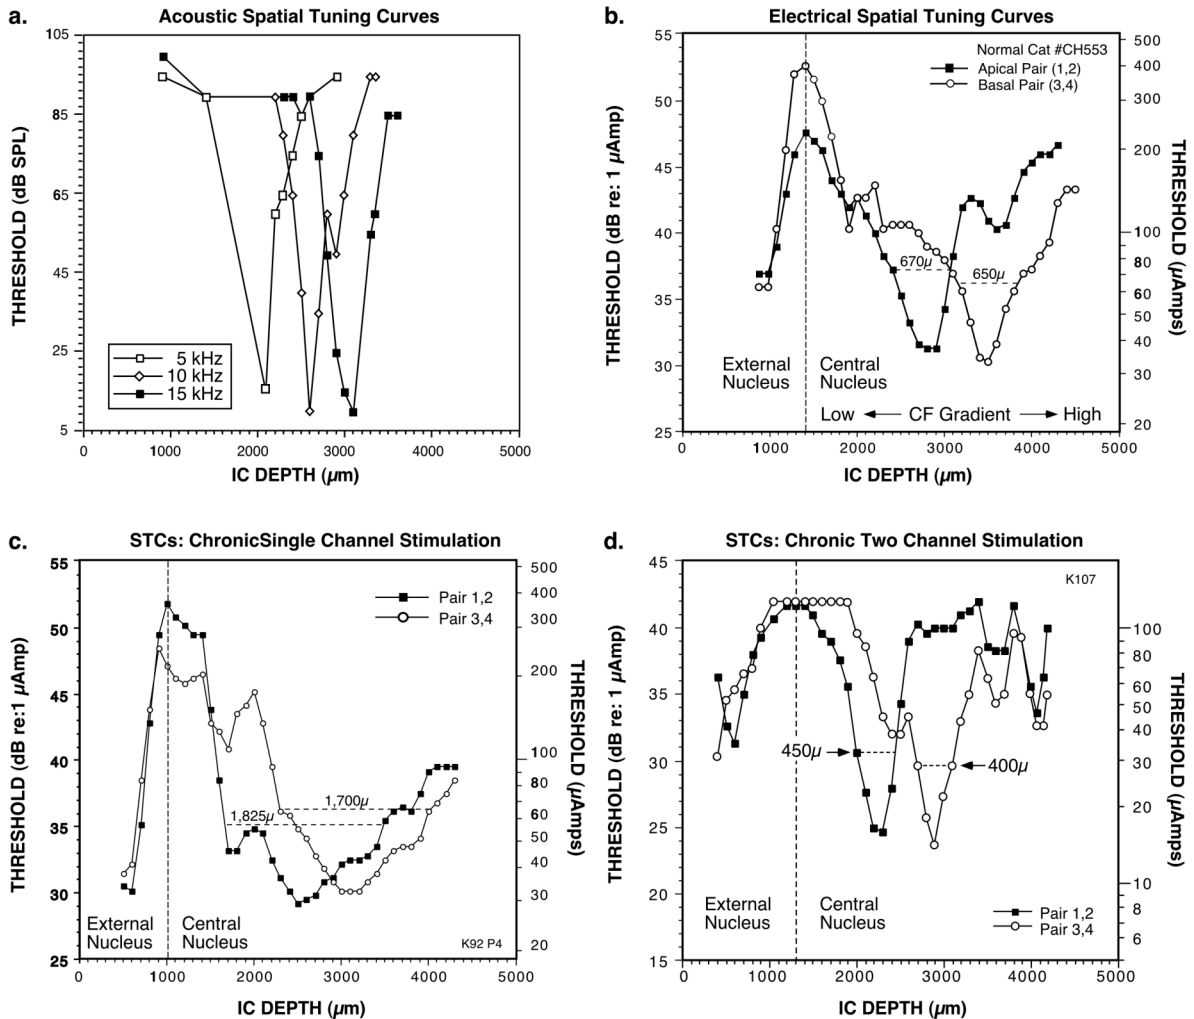 a.
Acoustic Spatial Tuning Curves
105
85
65
45
25
5
THRESHOLD (dB SPL)
5 kHz
10 kHz
15 kHz
0
1000
2000
3000
4000
5000
IC DEPTH (µm)
b.
Electrical Spatial Tuning Curves
55
50
45
40
35
30
25
THRESHOLD (dB re: 1 µAmp)
Normal Cat #CH553
Apical Pair (1,2)
Basal Pair (3,4)
670µ
650µ
External
Nucleus
Central
Nucleus
Low
CF Gradient
High
500
400
300
200
100
80
60
50
40
30
20
THRESHOLD (µAmps)
0
1000
2000
3000
4000
5000
IC DEPTH (µm)
c.
STCs: ChronicSingle Channel Stimulation
55
50
45
40
35
30
25
THRESHOLD (dB re:1 µAmp)
Pair 1,2
Pair 3,4
1,700µ
1,825µ
External
Nucleus
Central
Nucleus
K92 P4
500
400
300
200
100
80
60
50
40
30
20
THRESHOLD (µAmps)
0
1000
2000
3000
4000
5000
IC DEPTH (µm)
d.
STCs: Chronic Two Channel Stimulation
45
40
35
30
25
20
15
THRESHOLD (dB re: 1 µAmp)
K107
450µ
400µ
External
Nucleus
Central
Nucleus
Pair 1,2
Pair 3,4
100
80
60
50
40
30
20
10
8
6
THRESHOLD (µAmps)
0
1000
2000
3000
4000
5000
IC DEPTH (µm)